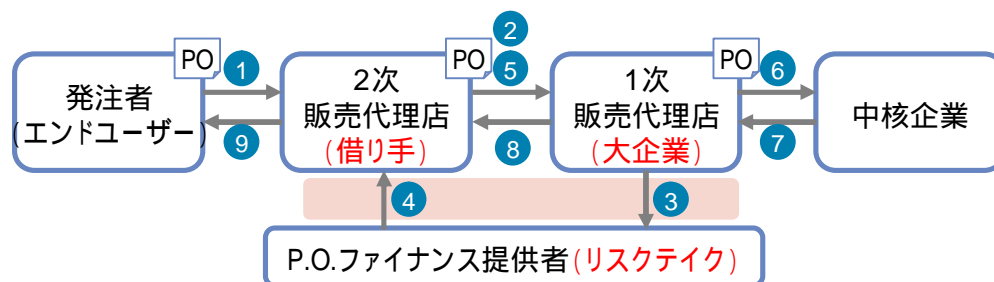 PO
1
発注者
(エンドユーザー)
9
PO
2
5
2次
販売代理店
(借り手)
8
PO
6
1次
販売代理店
(大企業)
7
中核企業
4
3
P.O.ファイナンス提供者(リスクテイク)